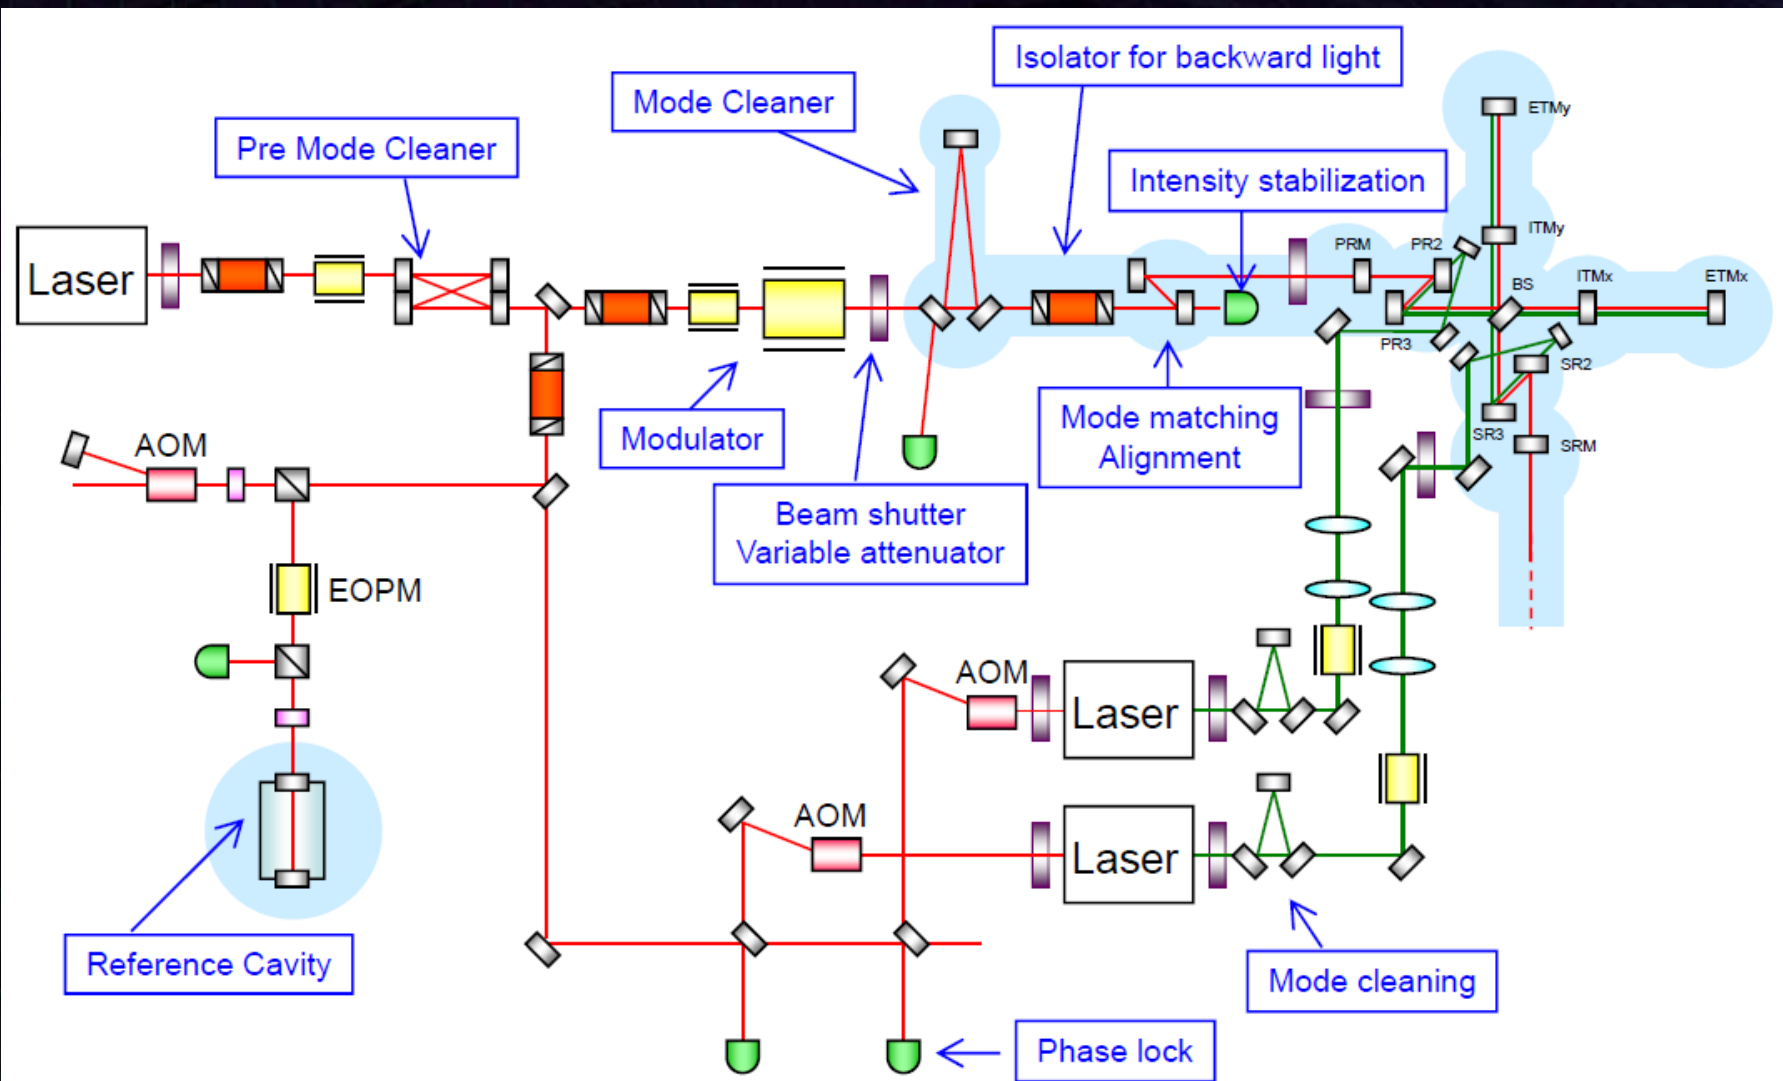 Isolator for backward light
Mode Cleaner
Pre Mode Cleaner
Intensity stabilization
ETMy
ITMy
PRM
PR2
ITMx
ETMx
BS
Laser
PR3
SR2
SR3
SRM
Modulator
Mode matching
Alignment
Beam shutter
Variable attenuator
AOM
EOPM
AOM
Laser
AOM
Laser
Reference Cavity
Mode cleaning
Phase lock